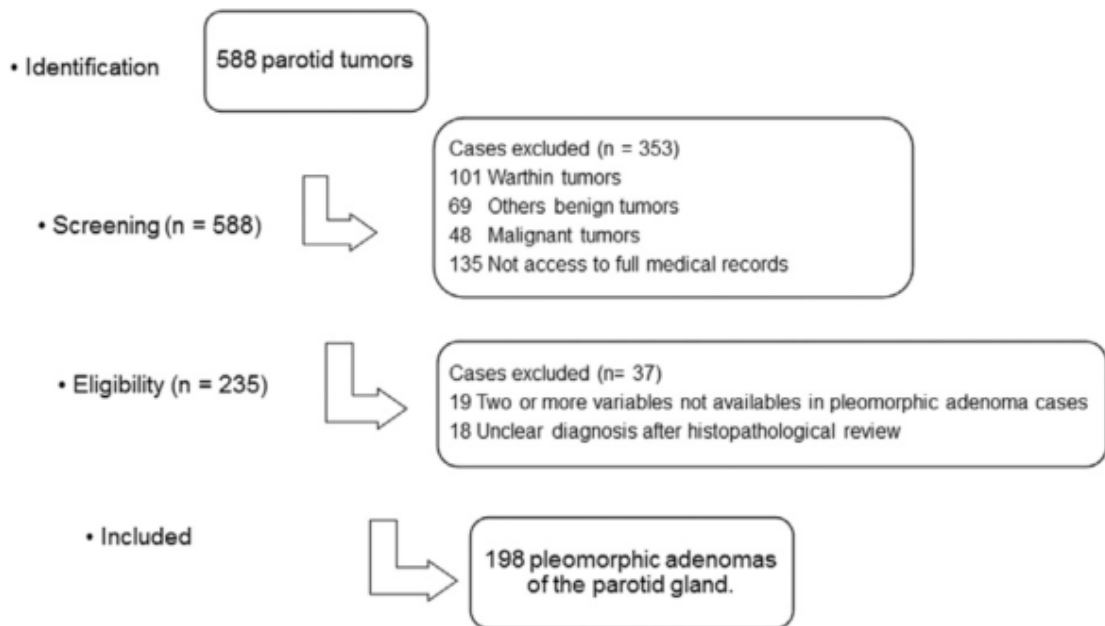 588 parotid tumors
• Identification
Cases excluded (n = 353)
101 Warthin tumors
69 Others benign tumors
• Screening (n = 588)
48 Malignant tumors
135 Not access to full medical records
• Eligibility (n = 235)
Cases excluded (n= 37)
19 Two or more variables not availables in pleomorphic adenoma cases
18 Unclear diagnosis after histopathological review
• Included
198 pleomorphic adenomas
of the parotid gland.